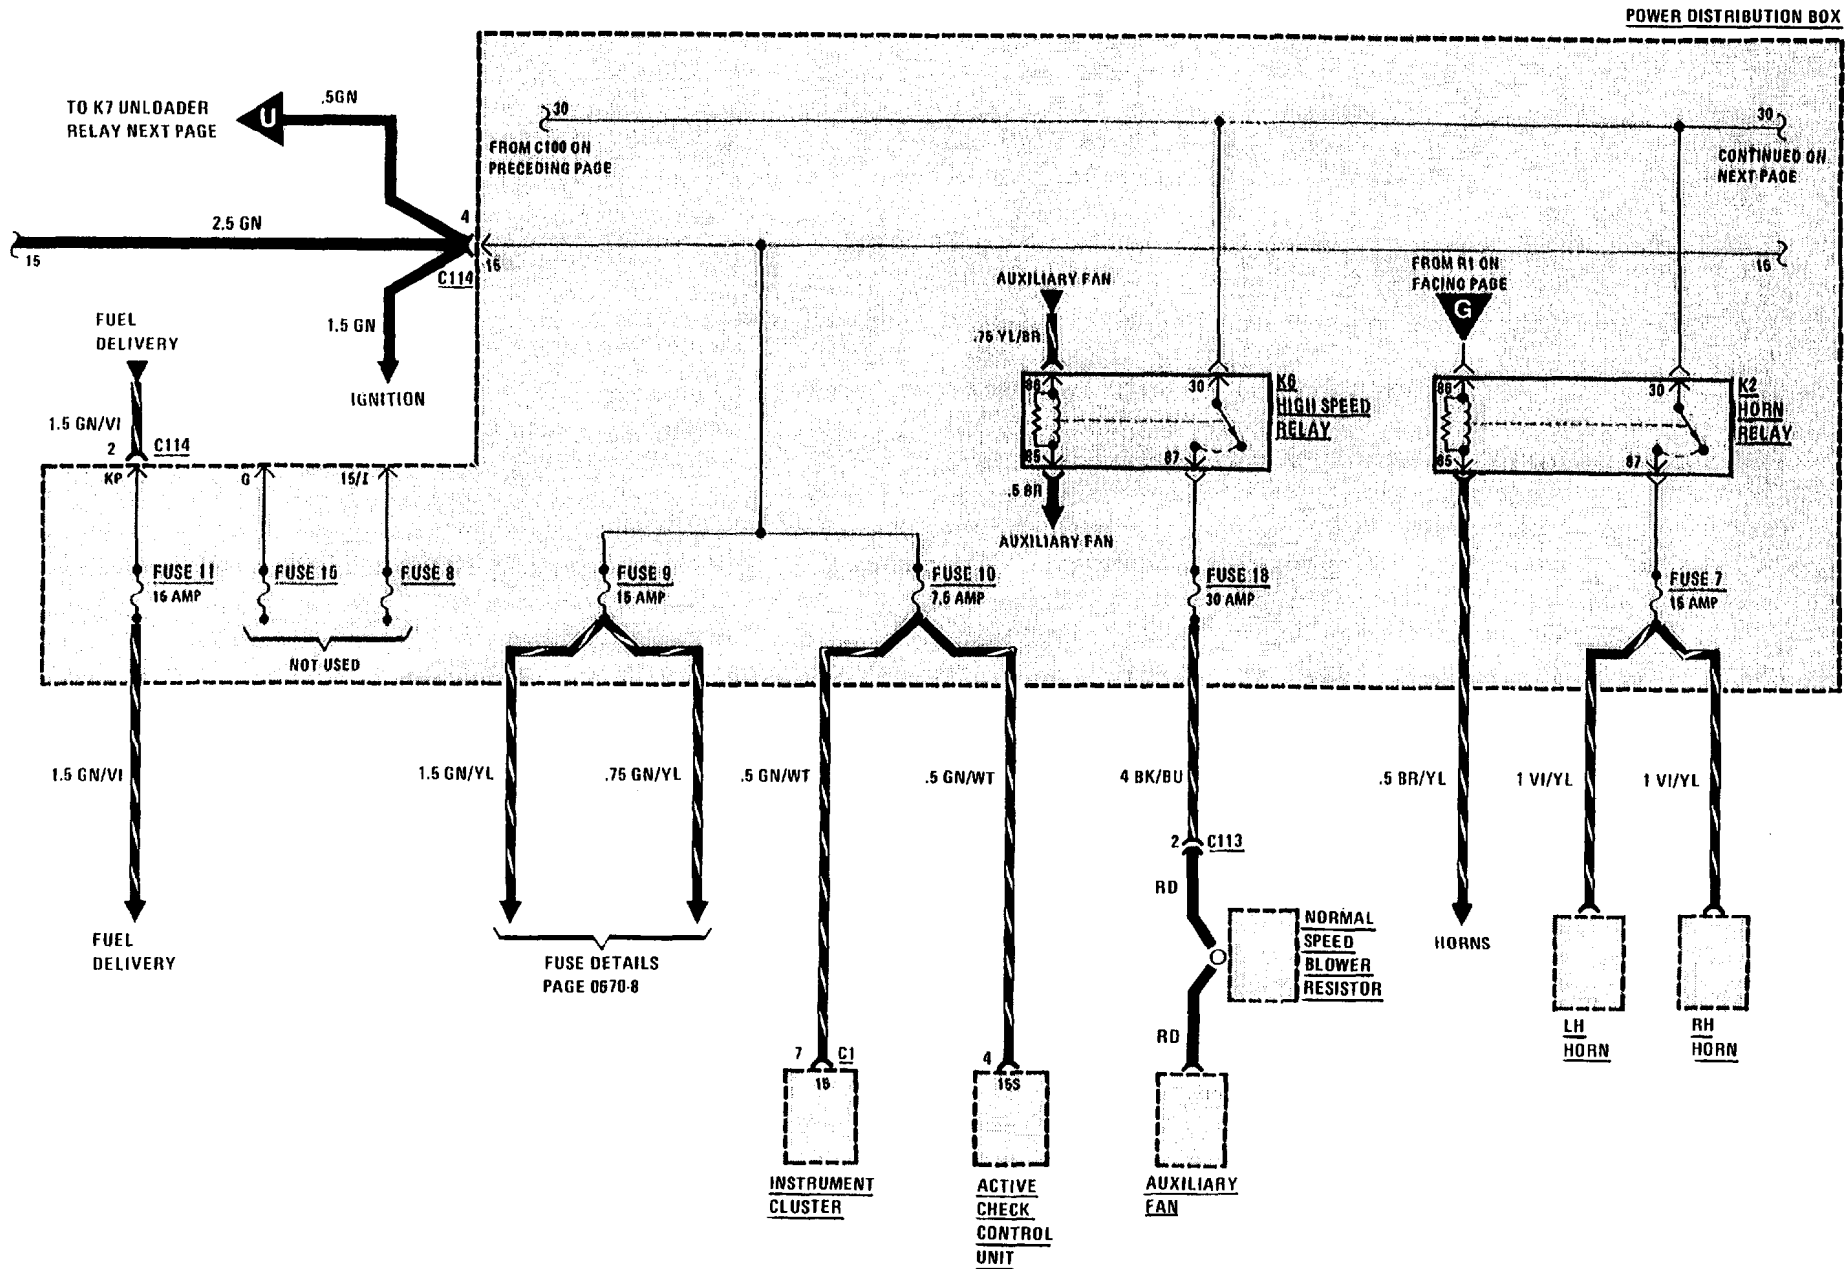 POWER DISTRIBUTION BOX
TO K7 UNLOADER
RELAY NEXT PAGE
U
.5GN
30
FROM C100 ON
PRECEDING PAGE
30
CONTINUED ON
NEXT PAGE
2.5 GN
15
4
15
C114
15
1.5 GN
IGNITION
FUEL
DELIVERY
1.5 GN/VI
2
C114
AUXILIARY FAN
.75 YL/BR
FROM R1 ON
FACING PAGE
G
86
30
K6
HIGH SPEED
RELAY
85
87
.5 BR
AUXILIARY FAN
86
30
K2
HORN
RELAY
85
87
KP
G
15/I
FUSE 11
15 AMP
FUSE 15
FUSE 8
NOT USED
FUSE 9
15 AMP
FUSE 10
7.5 AMP
FUSE 18
30 AMP
FUSE 7
15 AMP
1.5 GN/VI
1.5 GN/YL
.75 GN/YL
.5 GN/WT
.5 GN/WT
4 BK/BU
.5 BR/YL
1 VI/YL
1 VI/YL
2
C113
RD
NORMAL
SPEED
BLOWER
RESISTOR
RD
FUEL
DELIVERY
FUSE DETAILS
PAGE 0670-8
HORNS
LH
HORN
RH
HORN
7
C1
15
INSTRUMENT
CLUSTER
4
15S
ACTIVE
CHECK
CONTROL
UNIT
AUXILIARY
FAN